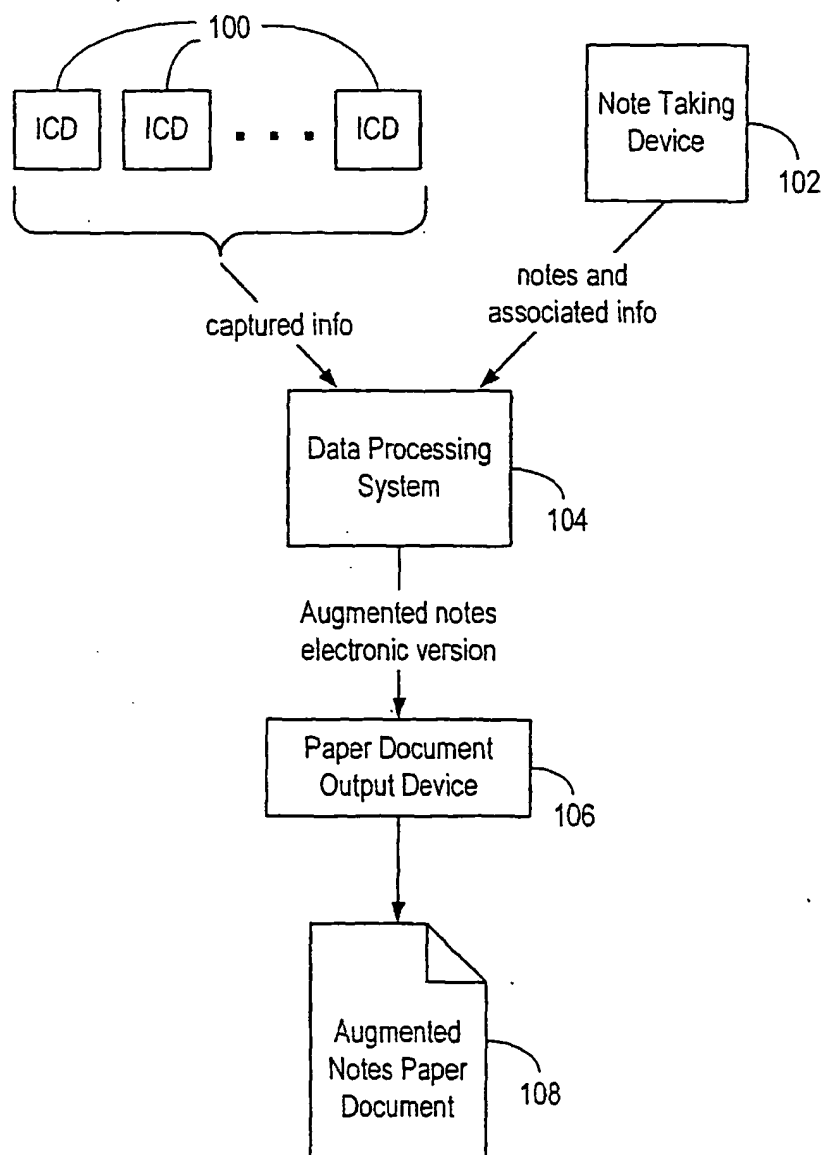 100
ICD ICD . . . ICD
Note Taking
Device
102
captured info
notes and
associated info
Data Processing
System
104
Augmented notes
electronic version
Paper Document
Output Device
106
Augmented
Notes Paper
Document
108